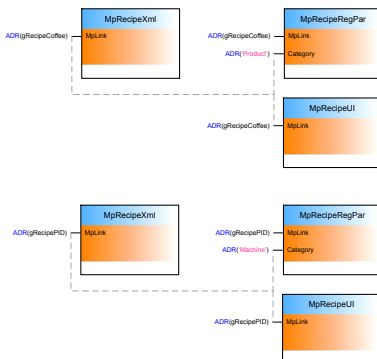 MpRecipeXml
ADR(gRecipeCoffee) MpLink
MpRecipeRegPar
ADR(gRecipeCoffee) MpLink
ADR('Product') Category
MpRecipeUI
ADR(gRecipeCoffee) MpLink
MpRecipeXml
ADR(gRecipePID) MpLink
MpRecipeRegPar
ADR(gRecipePID) MpLink
ADR('Machine') Category
MpRecipeUI
ADR(gRecipePID) MpLink